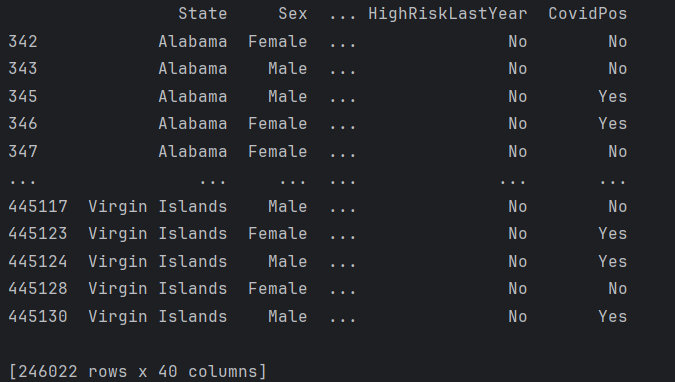 State Sex ... HighRiskLastYear CovidPos
342 Alabama Female ... No No
343 Alabama Male ... No No
345 Alabama Male ... No Yes
346 Alabama Female ... No Yes
347 Alabama Female ... No No
... ... ... ... ... ...
445117 Virgin Islands Male ... No No
445123 Virgin Islands Female ... No Yes
445124 Virgin Islands Male ... No Yes
445128 Virgin Islands Female ... No No
445130 Virgin Islands Male ... No Yes
[246022 rows x 40 columns]